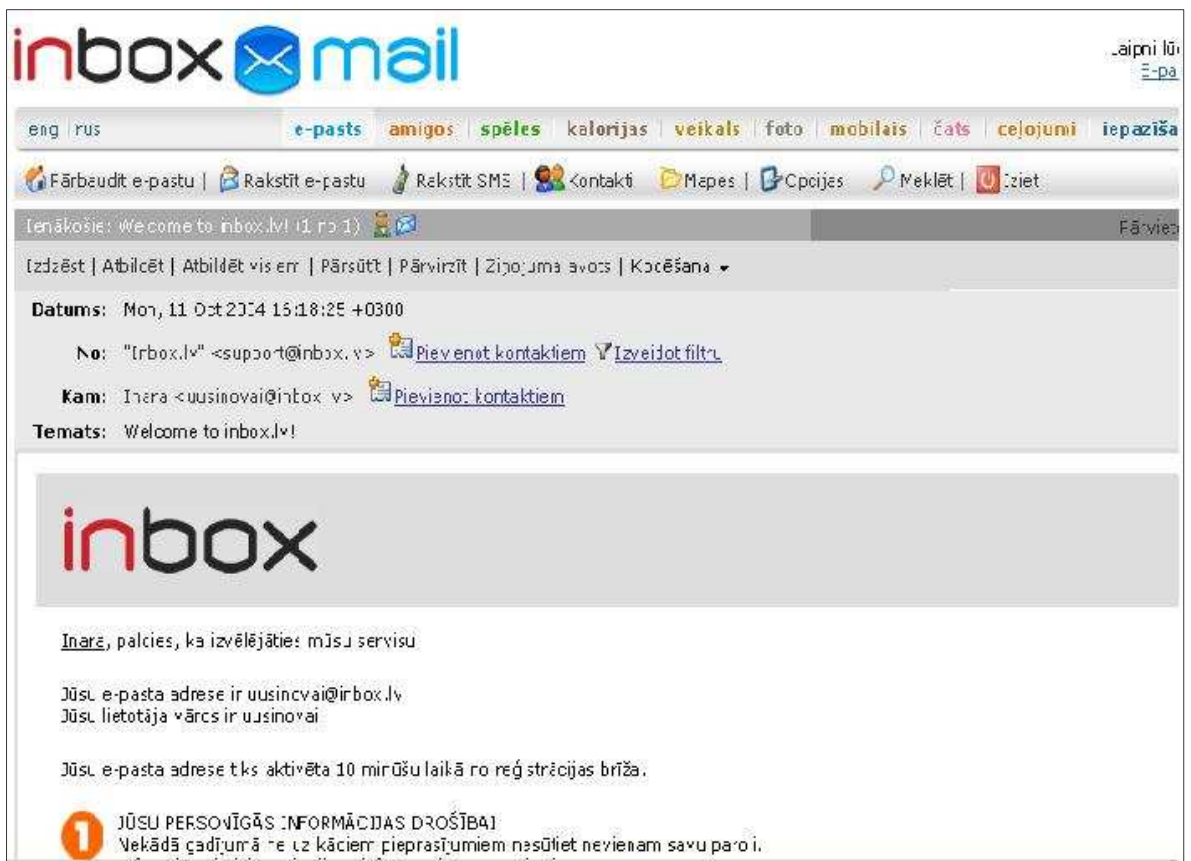 inbox mail
Laipni
E-pa
eng | rus e-pasts amigos spēles kalorijas veikals foto mobilais čats ceļojumi iepazīša
Pārbaudīt e-pastu | Rakstīt e-pastu Rakstīt SMS | Kontakti Mapes | Opcijas Meklēt | Iziet
Ienākošie: Welcome to inbox.lv! (1 no 1) Pārviet
Izdzēst | Atbildēt | Atbildēt visiem | Pārsūtīt | Pārvirzīt | Ziņojuma avots | Kodēšana
Datums: Mon, 11 Oct 2004 16:18:25 +0300
No: "Inbox.lv" <support@inbox.lv> Pievienot kontaktiem Izveidot filtru
Kam: Inara <uusinovai@inbox.lv> Pievienot kontaktiem
Temats: Welcome to inbox.lv!
inbox
Inara, paldies, ka izvēlējāties mūsu servisu
Jūsu e-pasta adrese ir uusinovai@inbox.lv
Jūsu lietotāja vārds ir uusinovai
Jūsu e-pasta adrese tiks aktivēta 10 minūšu laikā no reģistrācijas brīža.
1 JŪSU PERSONĪGĀS INFORMĀCIJAS DROŠĪBAI
Nekādā gadījumā ne uz kādiem pieprasījumiem nesūtiet nevienam savu paroli.